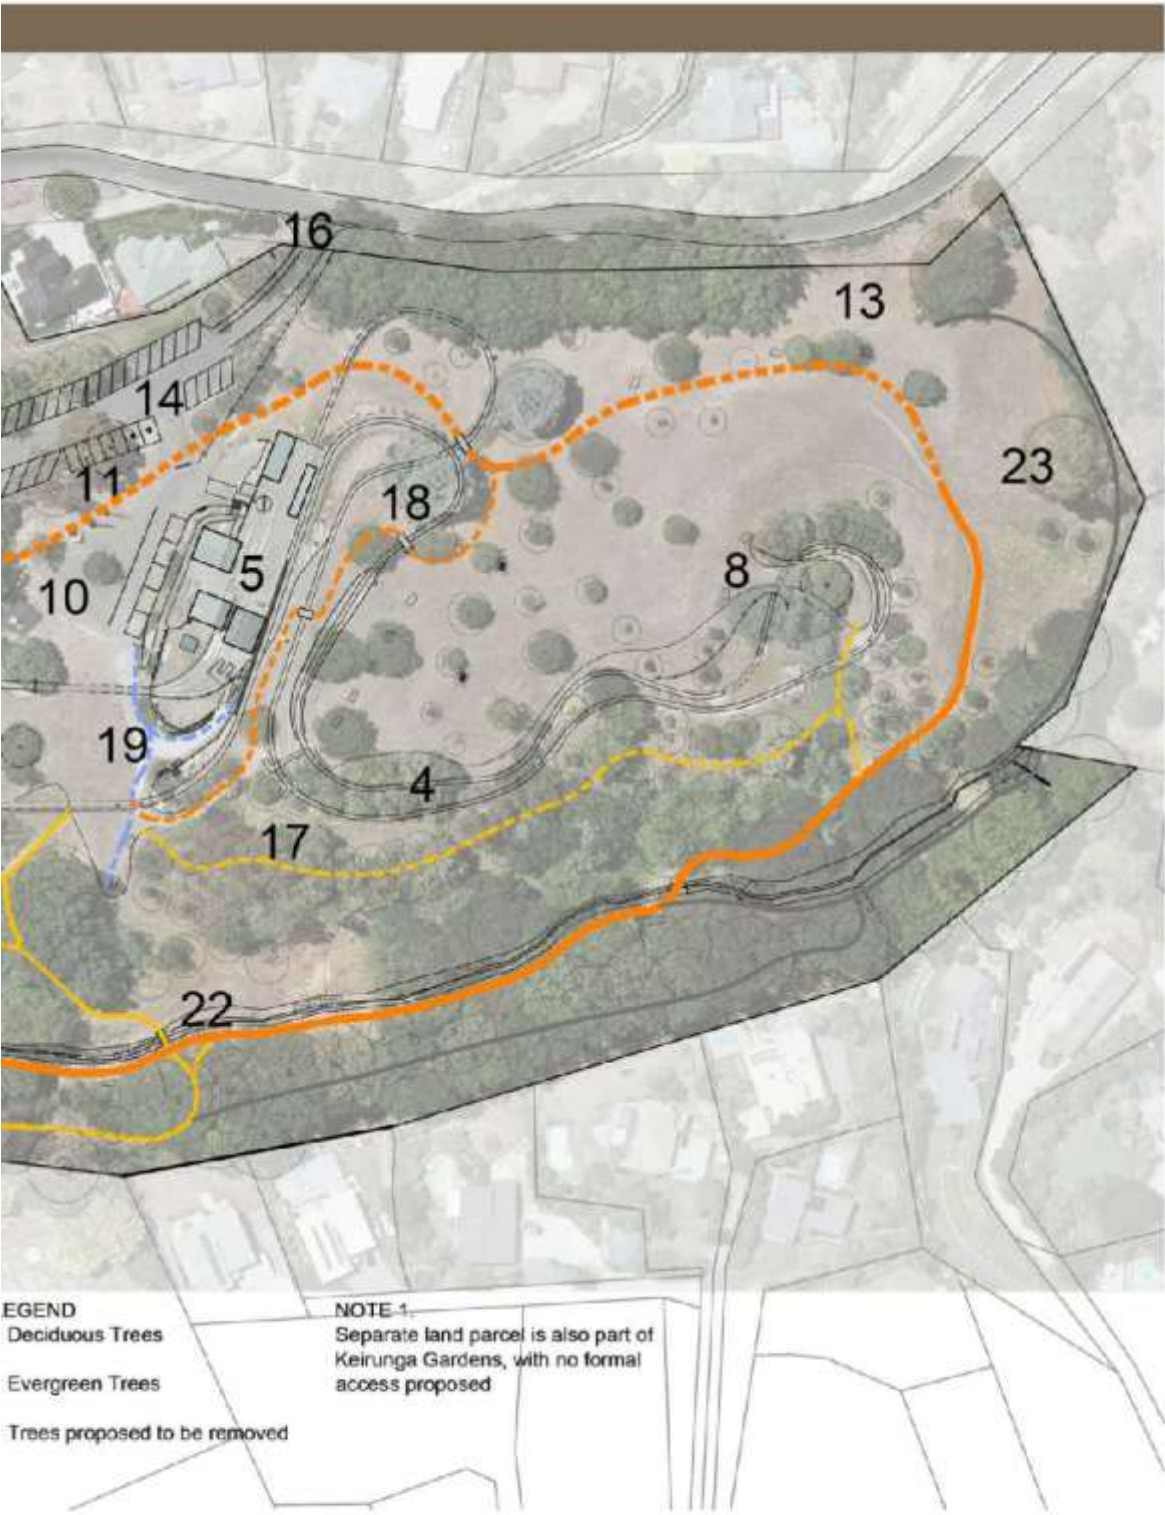 16
13
14
11
23
18
8
5
10
19
4
17
22
EGEND
Deciduous Trees
Evergreen Trees
Trees proposed to be removed
NOTE 1.
Separate land parcel is also part of
Keirunga Gardens, with no formal
access proposed